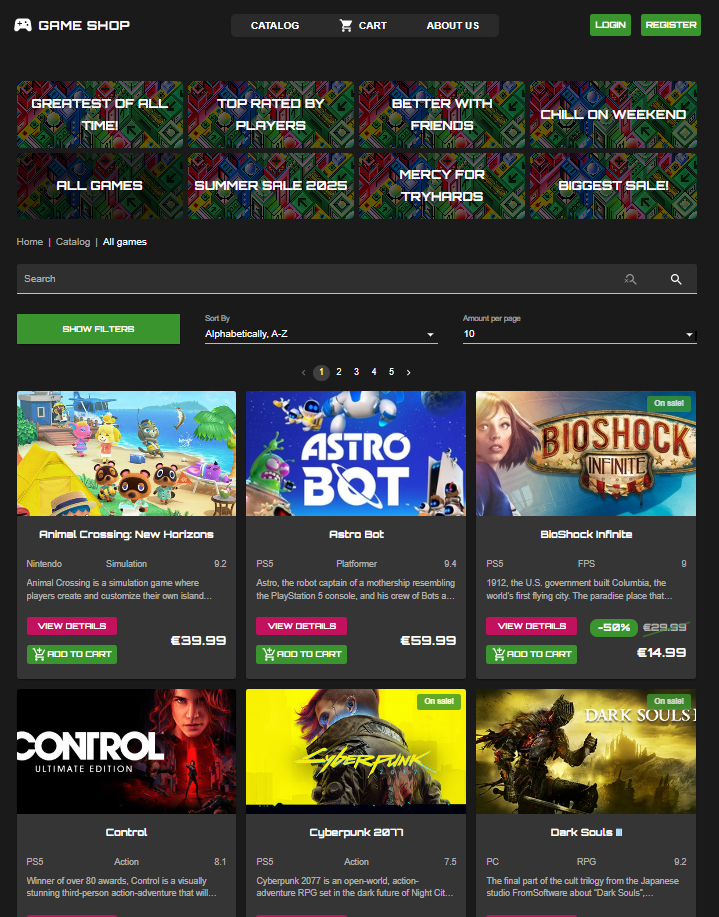 GAME SHOP
CATALOG
CART
ABOUT US
LOGIN
REGISTER
GREATEST OF ALL
TIME!
TOP RATED BY
PLAYERS
BETTER WITH
FRIENDS
CHILL ON WEEKEND
ALL GAMES
SUMMER SALE 2025
MERCY FOR
TRYHARDS
BIGGEST SALE!
Home | Catalog | All games
Search
SHOW FILTERS
Sort By
Alphabetically, A-Z
Amount per page
10
‹ 1 2 3 4 5 ›
ASTRO
BOT
On sale!
BIOSHOCK
INFINITE
Animal Crossing: New Horizons
Nintendo Simulation 9.2
Animal Crossing is a simulation game where
players create and customize their own island...
VIEW DETAILS
ADD TO CART
€39.99
Astro Bot
PS5 Platformer 9.4
Astro, the robot captain of a mothership resembling
the PlayStation 5 console, and his crew of Bots a...
VIEW DETAILS
ADD TO CART
€59.99
BioShock Infinite
PS5 FPS 9
1912, the U.S. government built Columbia, the
world's first flying city. The paradise place that...
VIEW DETAILS
ADD TO CART
-50% €29.99
€14.99
CONTROL
ULTIMATE EDITION
On sale!
Cyberpunk
2077
On sale!
DARK SOULS I
Control
PS5 Action 8.1
Winner of over 80 awards, Control is a visually
stunning third-person action-adventure that will...
Cyberpunk 2077
PS5 Action 7.5
Cyberpunk 2077 is an open-world, action-
adventure RPG set in the dark future of Night Cit...
Dark Souls III
PC RPG 9.2
The final part of the cult trilogy from the Japanese
studio FromSoftware about "Dark Souls",...